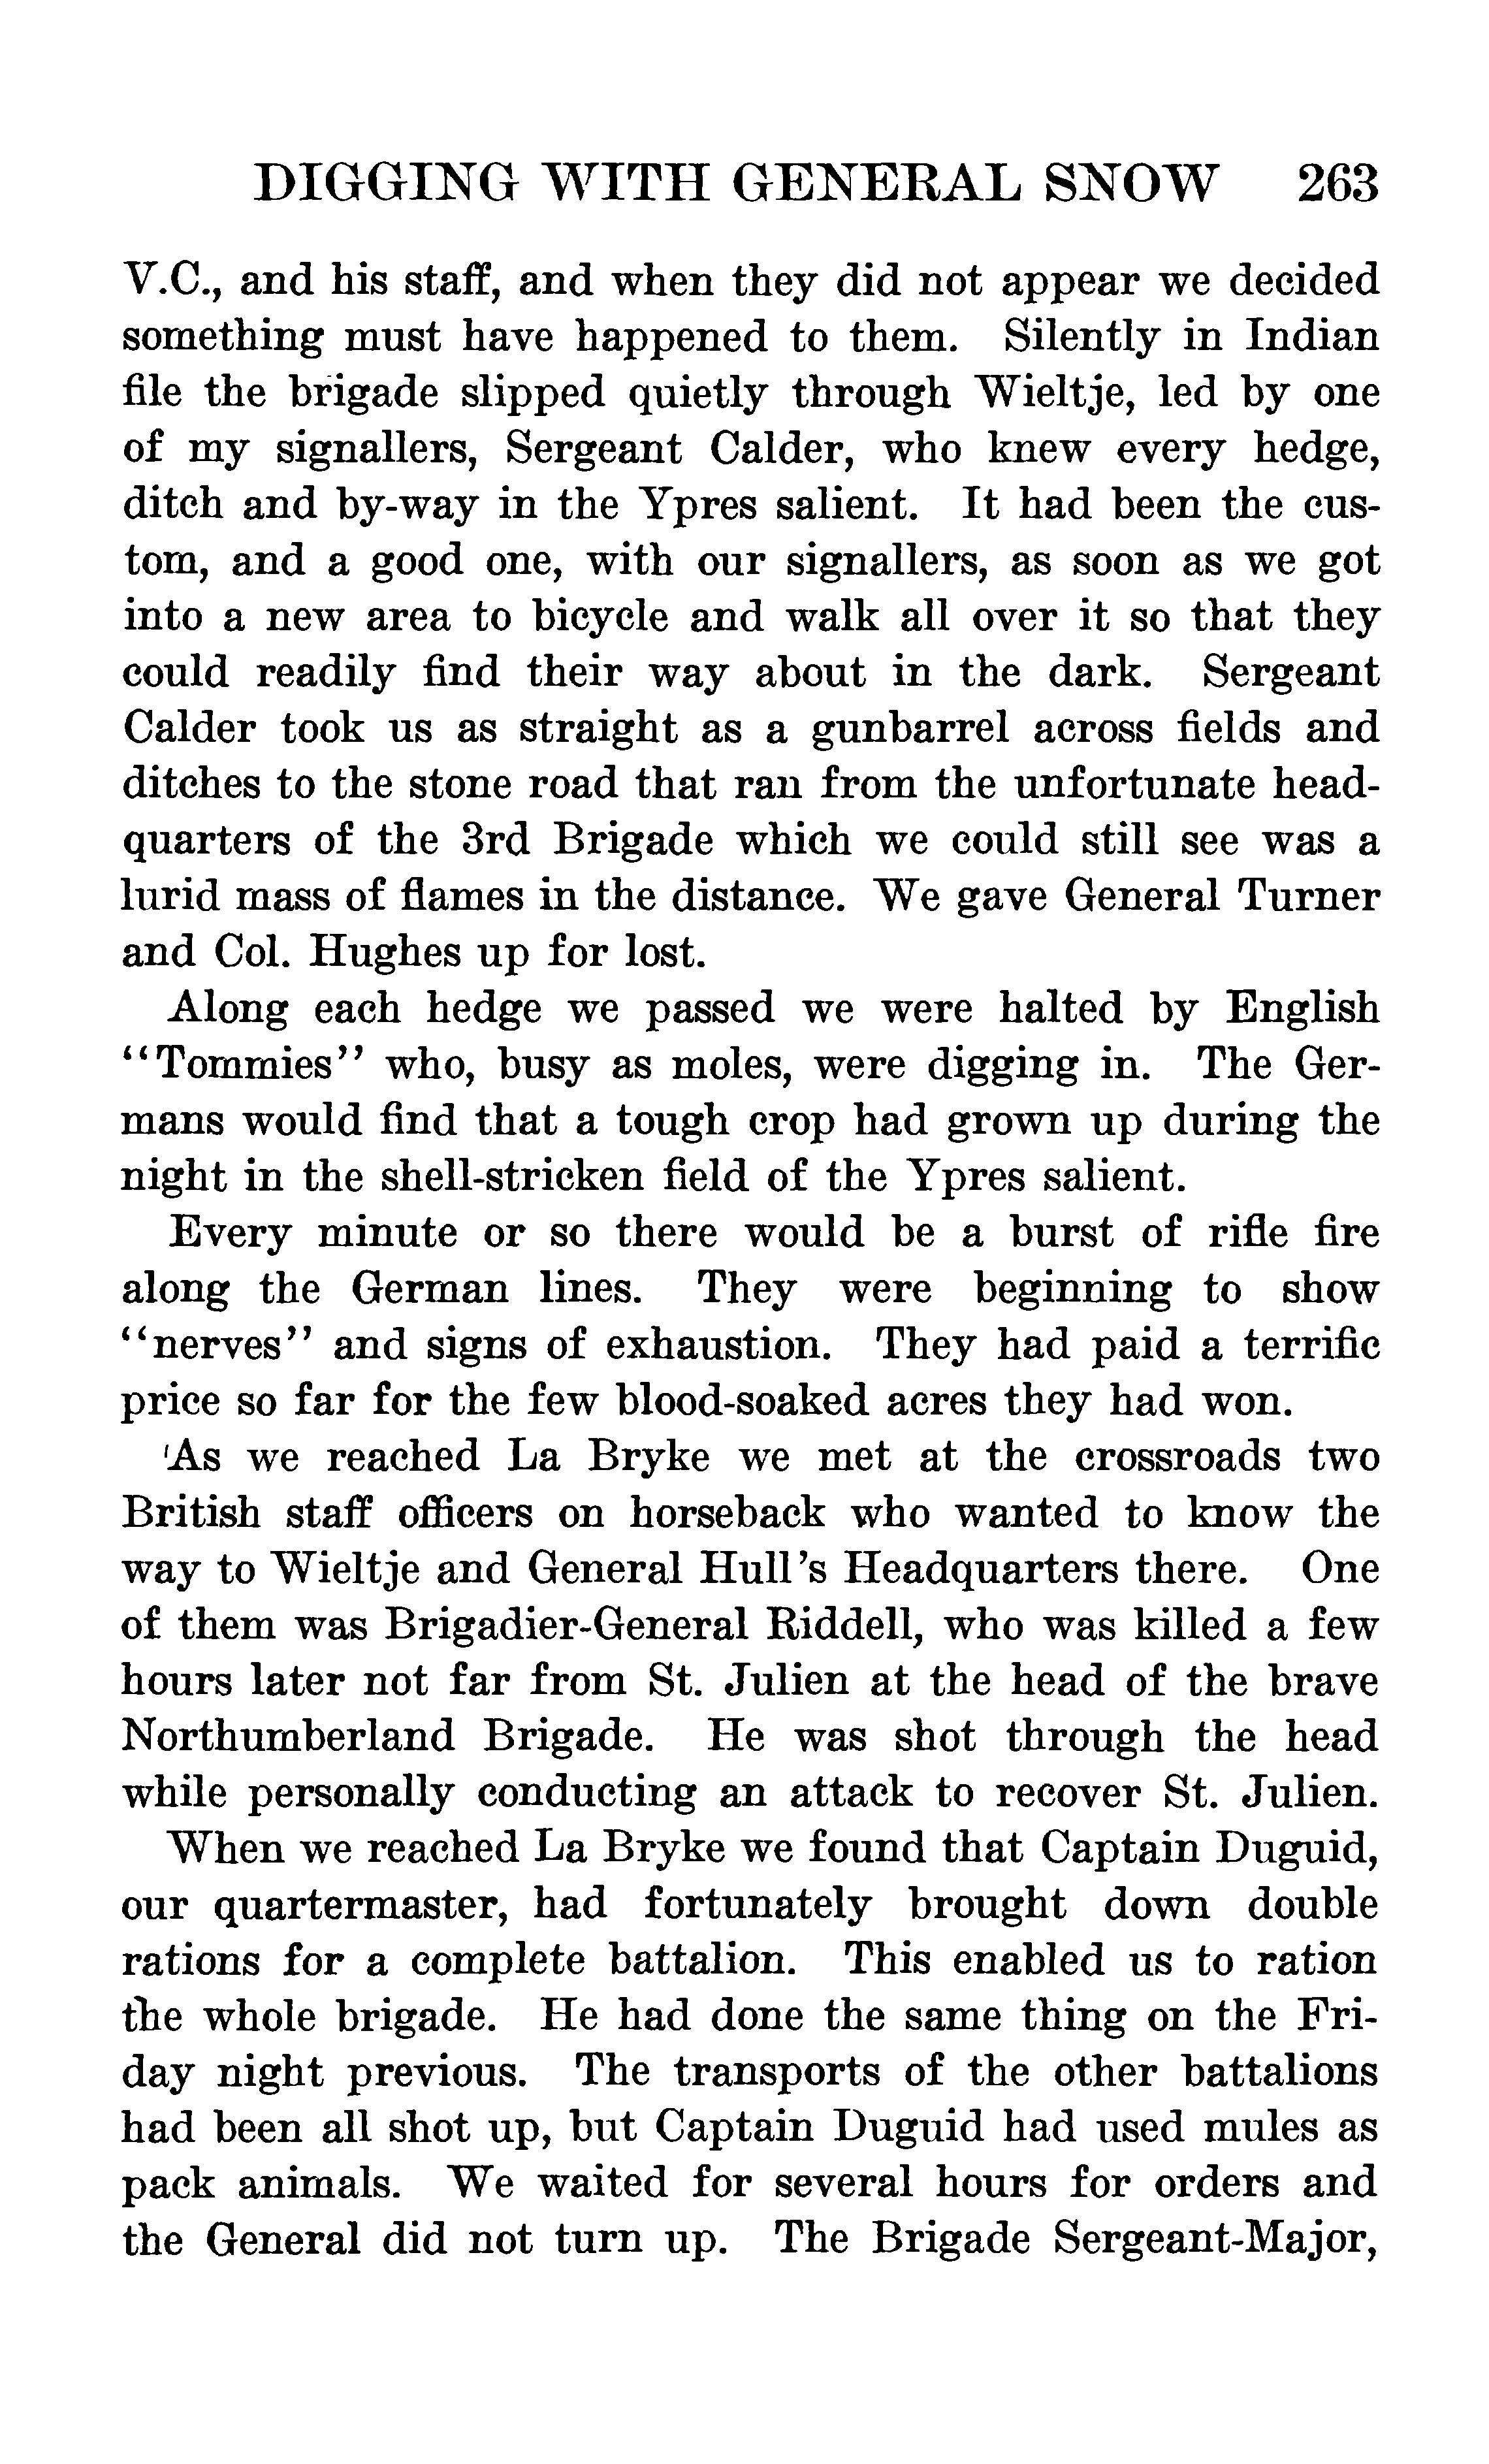 DIGGING WITH GENERAL SNOW 263
V.C., and his staff, and when they did not appear we decided
something must have happened to them. Silently in Indian
file the brigade slipped quietly through Wieltje, led by one
of my signallers, Sergeant Calder, who knew every hedge,
ditch and by-way in the Ypres salient. It had been the cus-
tom, and a good one, with our signallers, as soon as we got
into a new area to bicycle and walk all over it so that they
could readily find their way about in the dark. Sergeant
Calder took us as straight as a gunbarrel across fields and
ditches to the stone road that ran from the unfortunate head-
quarters of the 3rd Brigade which we could still see was a
lurid mass of flames in the distance. We gave General Turner
and Col. Hughes up for lost.
Along each hedge we passed we were halted by English
"Tommies" who, busy as moles, were digging in. The Ger-
mans would find that a tough crop had grown up during the
night in the shell-stricken field of the Ypres salient.
Every minute or so there would be a burst of rifle fire
along the German lines. They were beginning to show
"nerves" and signs of exhaustion. They had paid a terrific
price so far for the few blood-soaked acres they had won.
'As we reached La Bryke we met at the crossroads two
British staff officers on horseback who wanted to know the
way to Wieltje and General Hull's Headquarters there. One
of them was Brigadier-General Riddell, who was killed a few
hours later not far from St. Julien at the head of the brave
Northumberland Brigade. He was shot through the head
while personally conducting an attack to recover St. Julien.
When we reached La Bryke we found that Captain Duguid,
our quartermaster, had fortunately brought down double
rations for a complete battalion. This enabled us to ration
the whole brigade. He had done the same thing on the Fri-
day night previous. The transports of the other battalions
had been all shot up, but Captain Duguid had used mules as
pack animals. We waited for several hours for orders and
the General did not turn up. The Brigade Sergeant-Major,